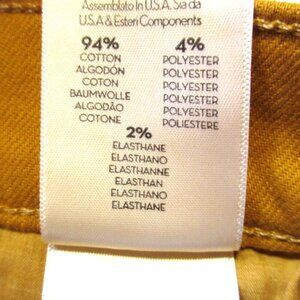 Assemblato In U.S.A. Sia da
U.S.A & Esteri Components
94% 4%
COTTON POLYESTER
ALGODÓN POLYESTER
COTON POLYESTER
BAUMWOLLE POLYESTER
ALGODÃO POLYESTER
COTONE POLIESTERE
2%
ELASTHANE
ELASTHANO
ELASTHANNE
ELASTHAN
ELASTHANO
ELASTHANE